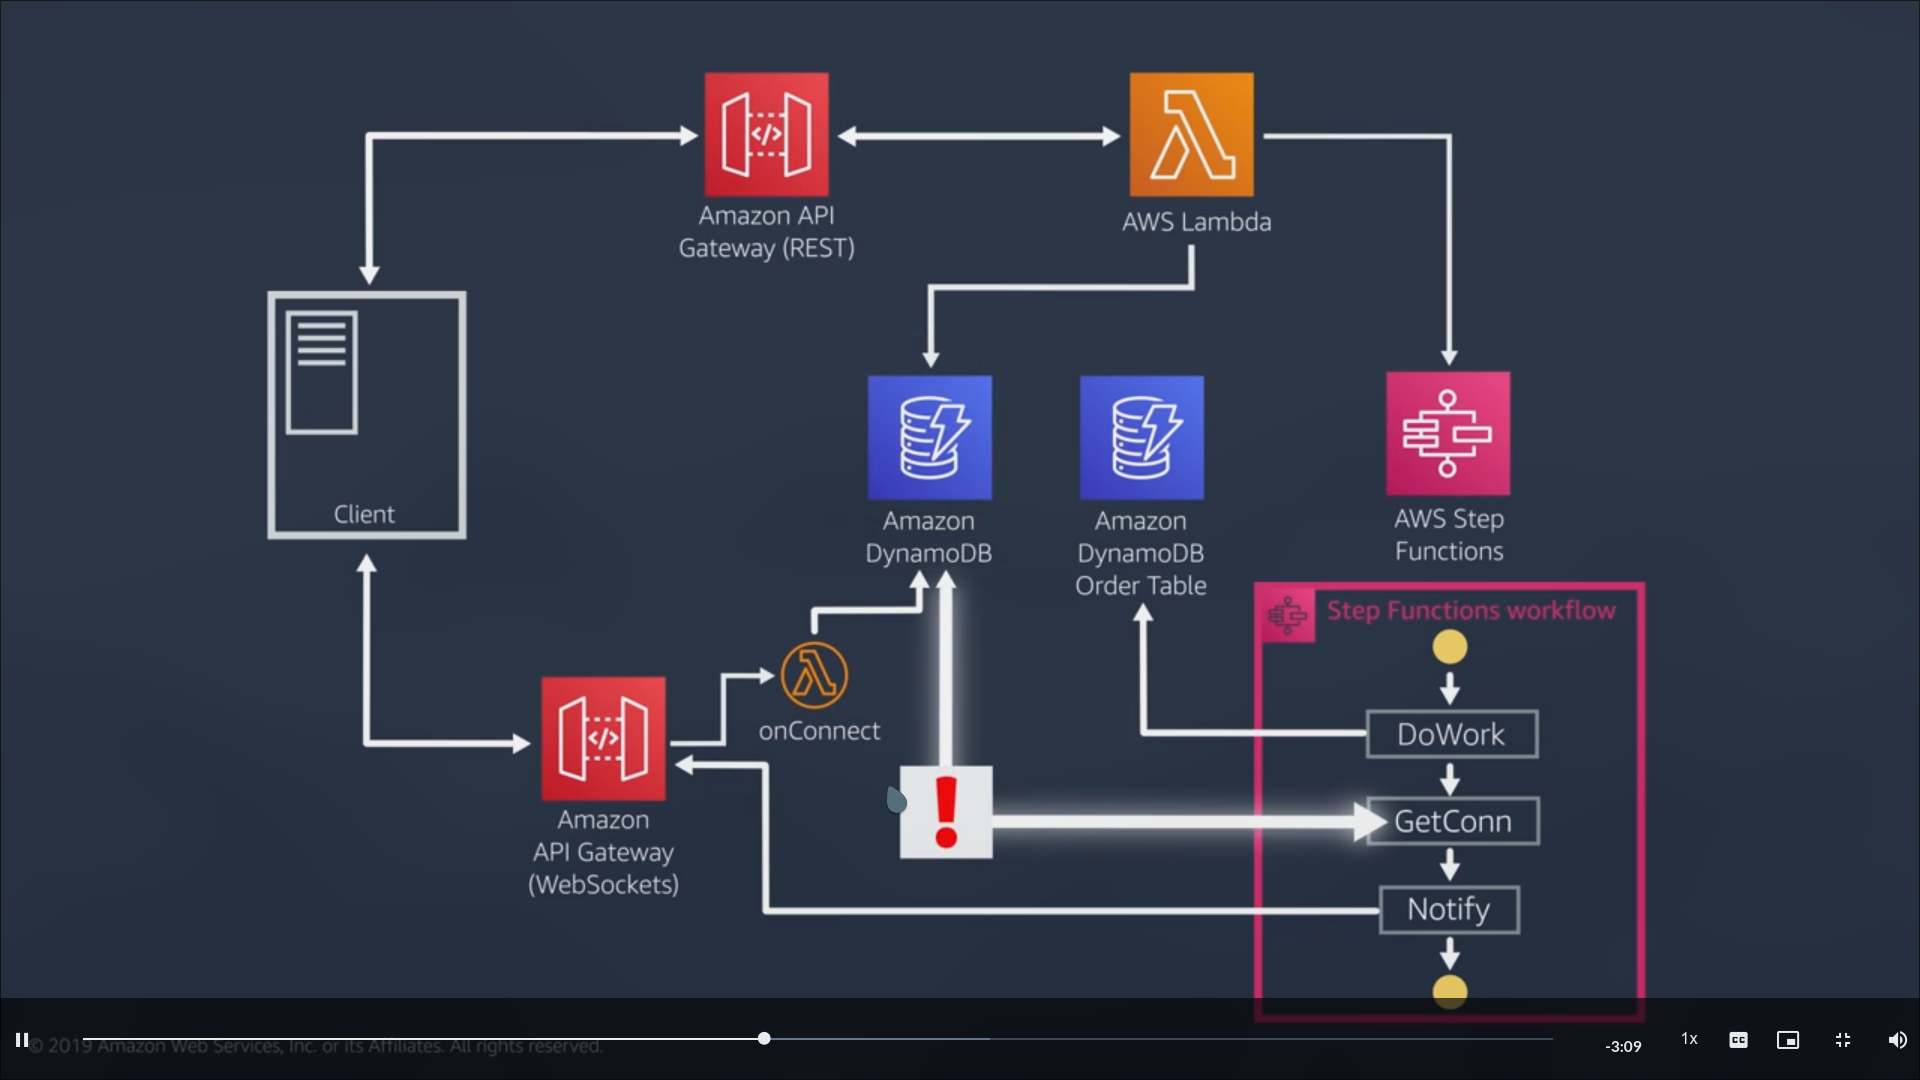 Amazon API
Gateway (REST)
AWS Lambda
Client
Amazon
DynamoDB
Amazon
DynamoDB
Order Table
AWS Step
Functions
Step Functions workflow
onConnect
DoWork
!
GetConn
Amazon
API Gateway
(WebSockets)
Notify
© 2019 Amazon Web Services, Inc. or its Affiliates. All rights reserved.
-3:09
1x
CC